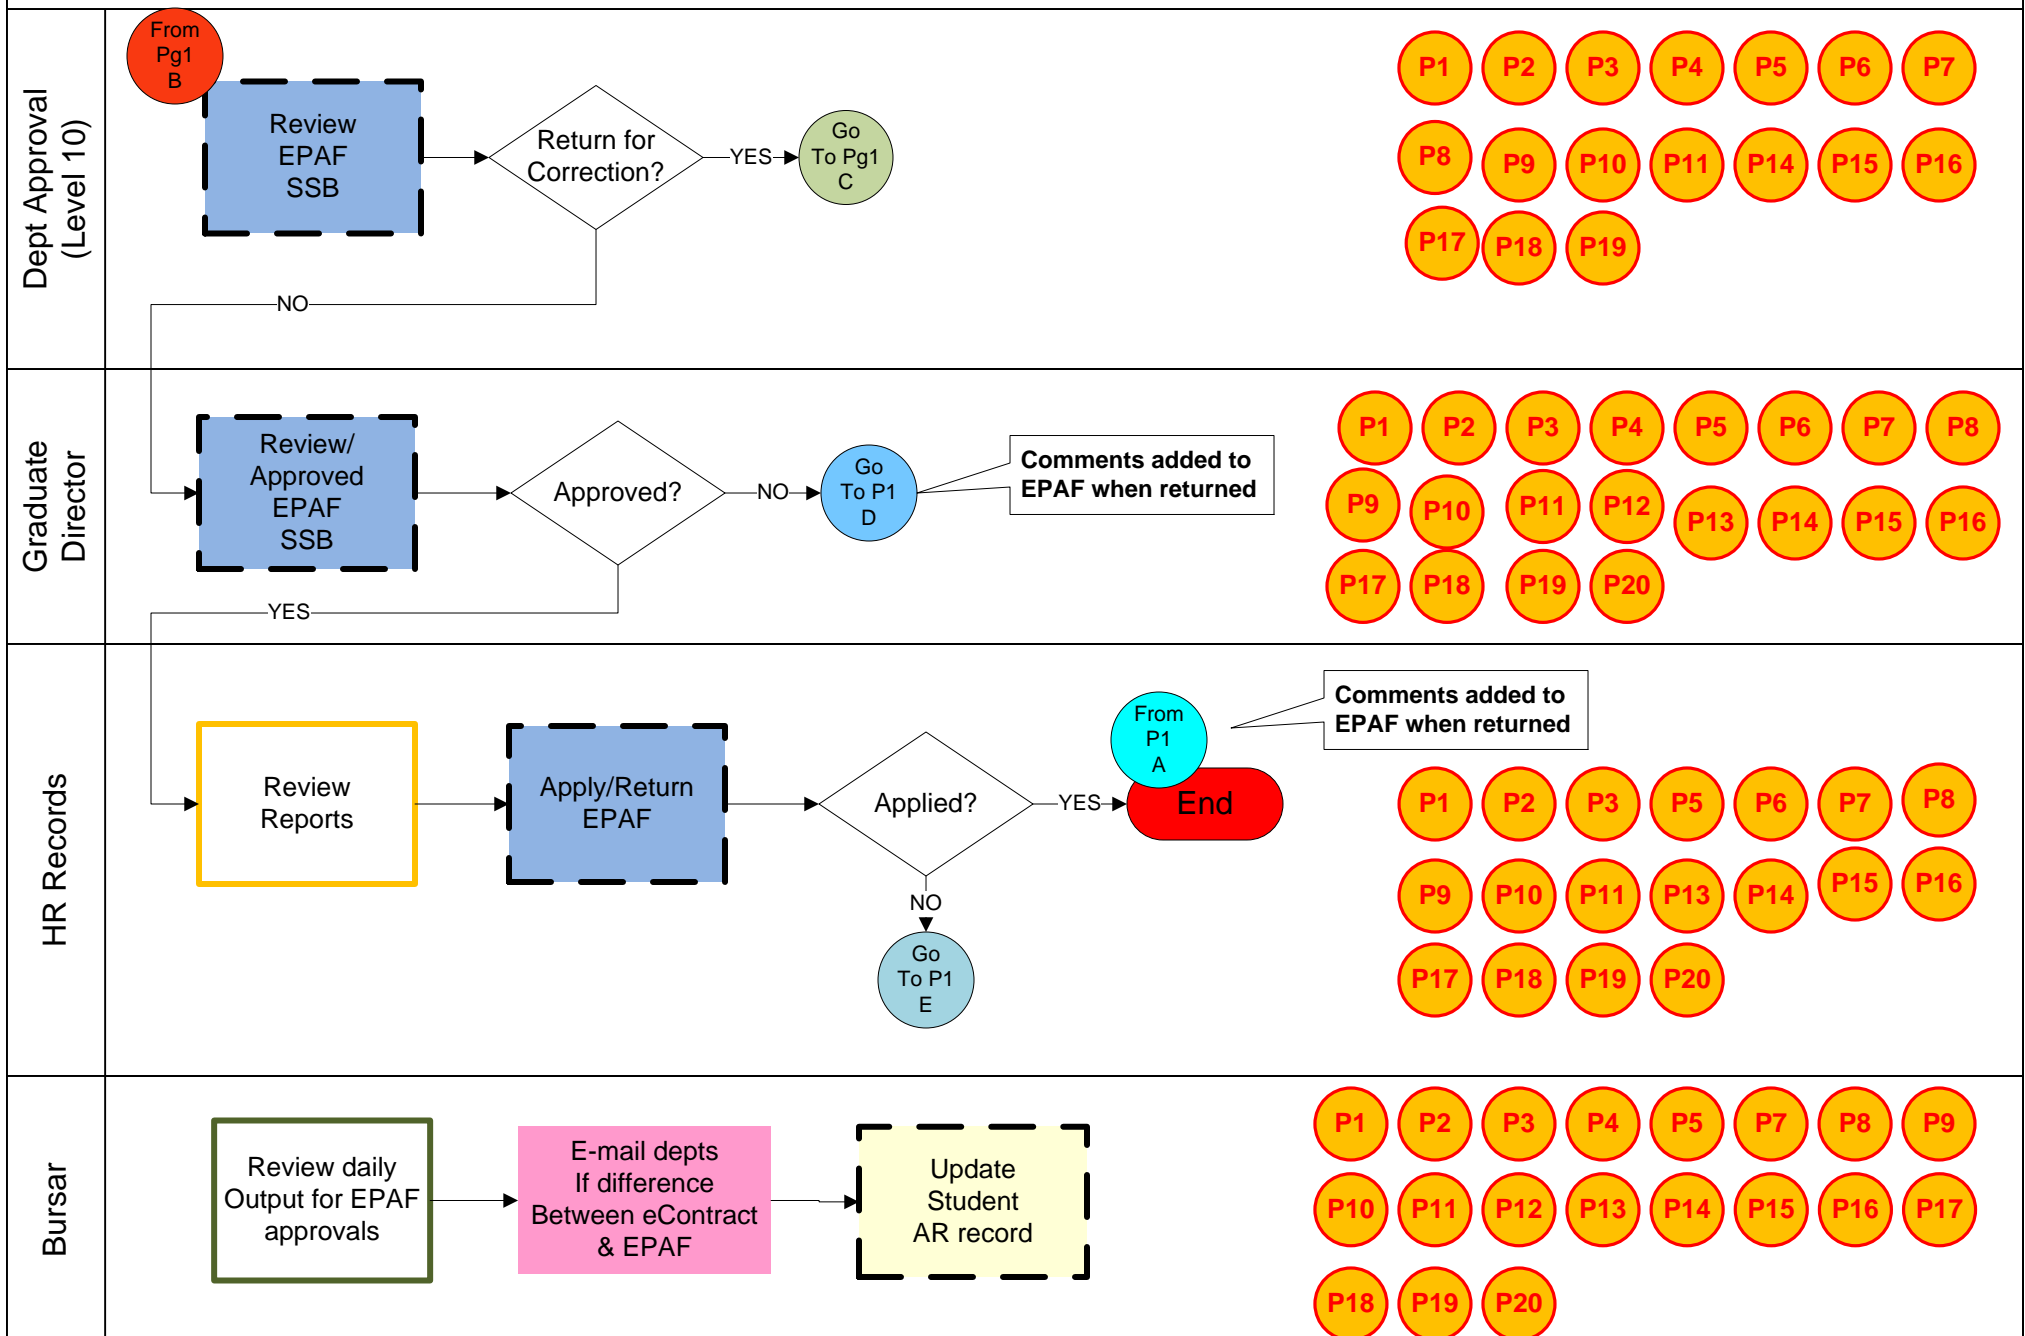 Dept Approval
(Level 10)
From
Pg1
B
Review
EPAF
SSB
Return for
Correction?
YES
Go
To Pg1
C
NO
P1 P2 P3 P4 P5 P6 P7
P8 P9 P10 P11 P14 P15 P16
P17 P18 P19
Graduate
Director
Review/
Approved
EPAF
SSB
Approved?
NO
Go
To P1
D
Comments added to
EPAF when returned
YES
P1 P2 P3 P4 P5 P6 P7 P8
P9 P10 P11 P12 P13 P14 P15 P16
P17 P18 P19 P20
HR Records
Review
Reports
Apply/Return
EPAF
Applied?
YES
From
P1
A
End
Comments added to
EPAF when returned
NO
Go
To P1
E
P1 P2 P3 P5 P6 P7 P8
P9 P10 P11 P13 P14 P15 P16
P17 P18 P19 P20
Bursar
Review daily
Output for EPAF
approvals
E-mail depts
If difference
Between eContract
& EPAF
Update
Student
AR record
P1 P2 P3 P4 P5 P7 P8 P9
P10 P11 P12 P13 P14 P15 P16 P17
P18 P19 P20